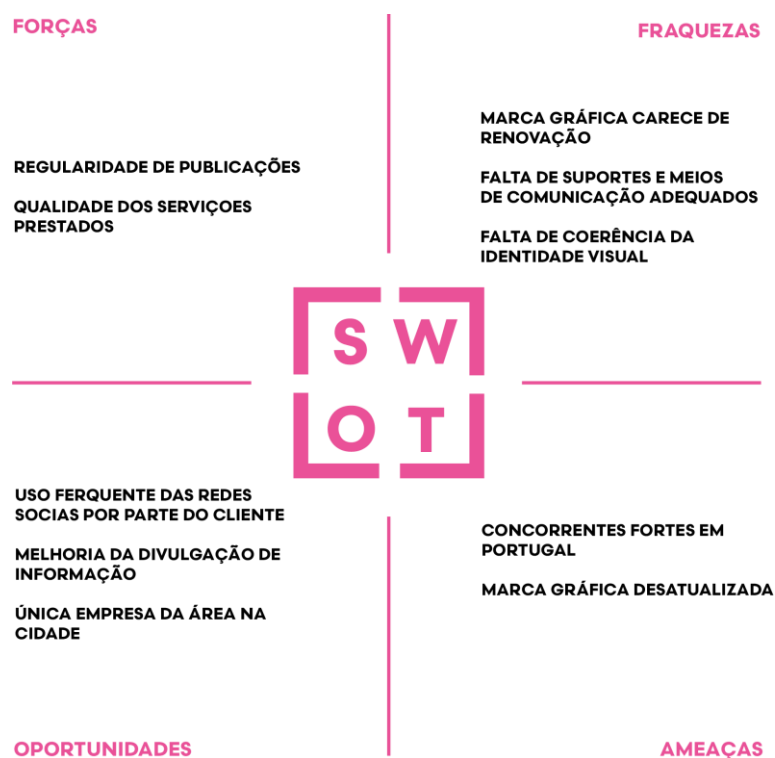 FORÇAS
FRAQUEZAS
REGULARIDADE DE PUBLICAÇÕES
QUALIDADE DOS SERVIÇOES
PRESTADOS
MARCA GRÁFICA CARECE DE
RENOVAÇÃO
FALTA DE SUPORTES E MEIOS
DE COMUNICAÇÃO ADEQUADOS
FALTA DE COERÊNCIA DA
IDENTIDADE VISUAL
S W
O T
USO FERQUENTE DAS REDES
SOCIAS POR PARTE DO CLIENTE
MELHORIA DA DIVULGAÇÃO DE
INFORMAÇÃO
ÚNICA EMPRESA DA ÁREA NA
CIDADE
CONCORRENTES FORTES EM
PORTUGAL
MARCA GRÁFICA DESATUALIZADA
OPORTUNIDADES
AMEAÇAS